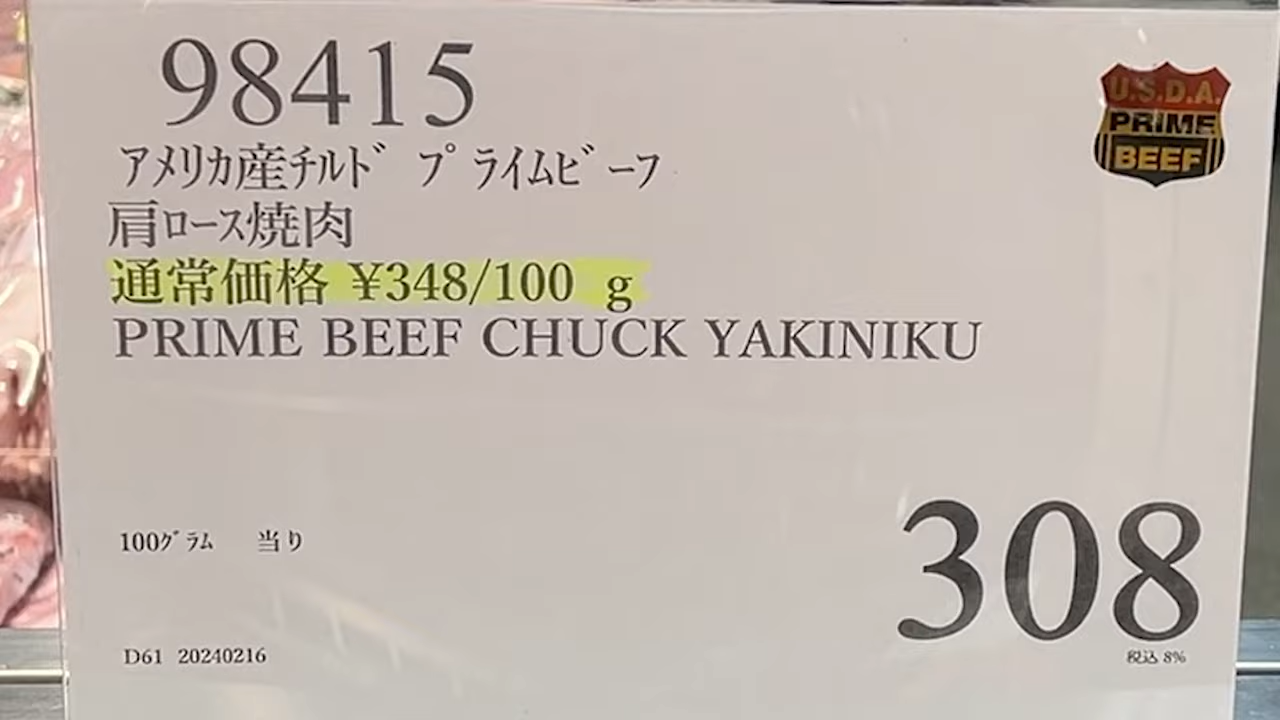 98415
U.S.D.A.
PRIME
BEEF
ｱﾒﾘｶ産ﾁﾙﾄﾞ ﾌﾟﾗｲﾑﾋﾞｰﾌ
肩ﾛｰｽ焼肉
通常価格 ¥348/100 g
PRIME BEEF CHUCK YAKINIKU
100ｸﾞﾗﾑ 当り
308
税込 8%
D61 20240216